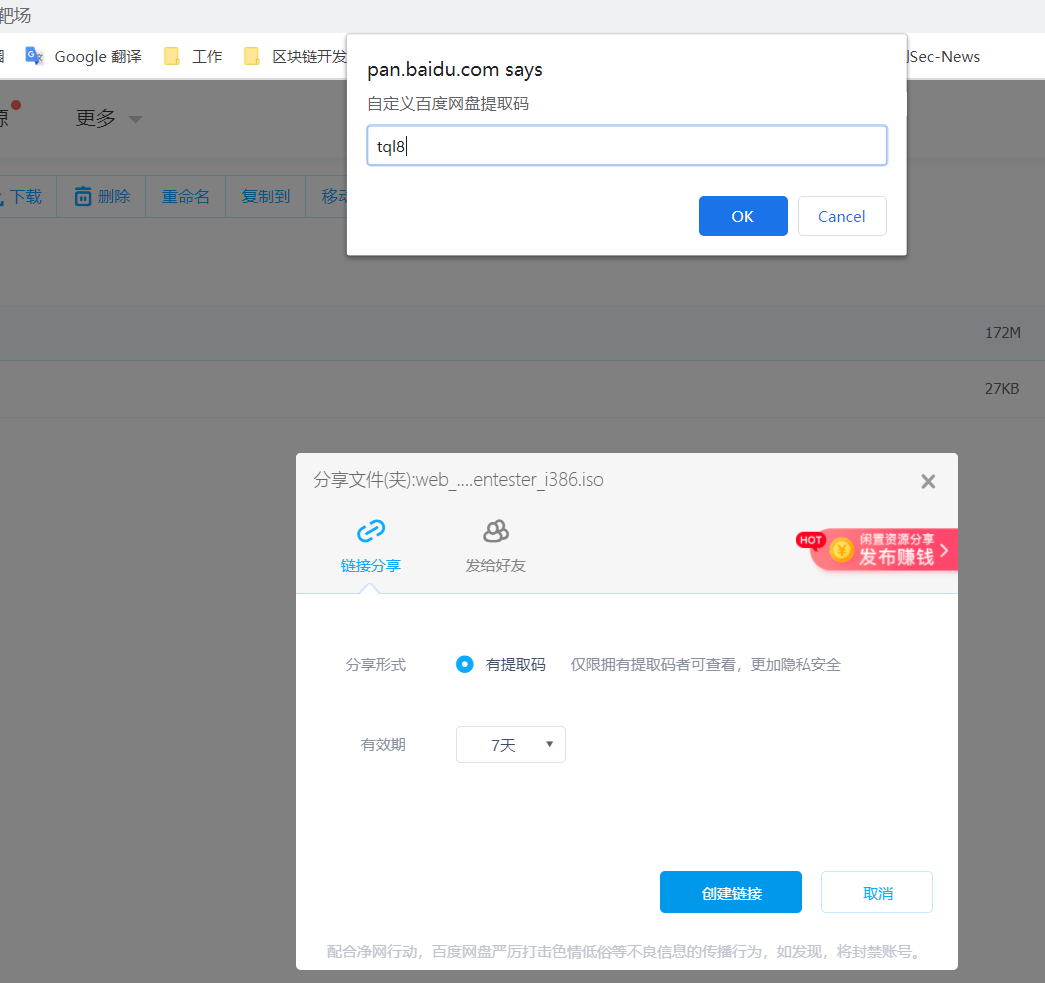 靶场
Google 翻译
工作
区块链开发
Sec-News
pan.baidu.com says
自定义百度网盘提取码
tql8
OK
Cancel
更多
下载
删除
重命名
复制到
移动
172M
27KB
分享文件(夹):web_....entester_i386.iso
链接分享
发给好友
HOT
闲置资源分享
发布赚钱
分享形式
有提取码
仅限拥有提取码者可查看，更加隐私安全
有效期
7天
创建链接
取消
配合净网行动，百度网盘严厉打击色情低俗等不良信息的传播行为，如发现，将封禁账号。